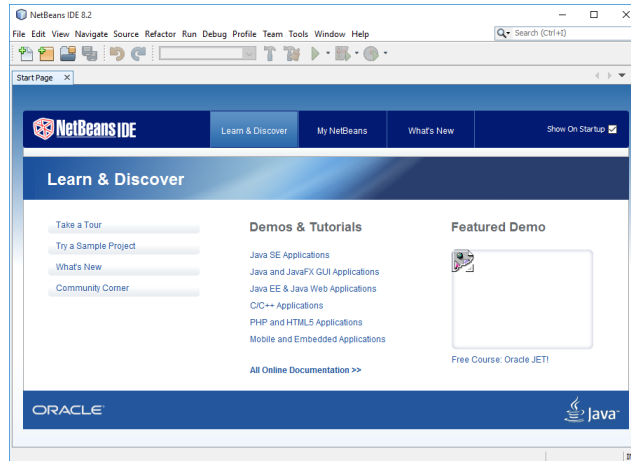 NetBeans IDE 8.2
File Edit View Navigate Source Refactor Run Debug Profile Team Tools Window Help
Search (Ctrl+I)
Start Page
NetBeans IDE
Learn & Discover
My NetBeans
What's New
Show On Startup
Learn & Discover
Take a Tour
Try a Sample Project
What's New
Community Corner
Demos & Tutorials
Java SE Applications
Java and JavaFX GUI Applications
Java EE & Java Web Applications
C/C++ Applications
PHP and HTML5 Applications
Mobile and Embedded Applications
All Online Documentation >>
Featured Demo
Free Course: Oracle JET!
ORACLE
Java